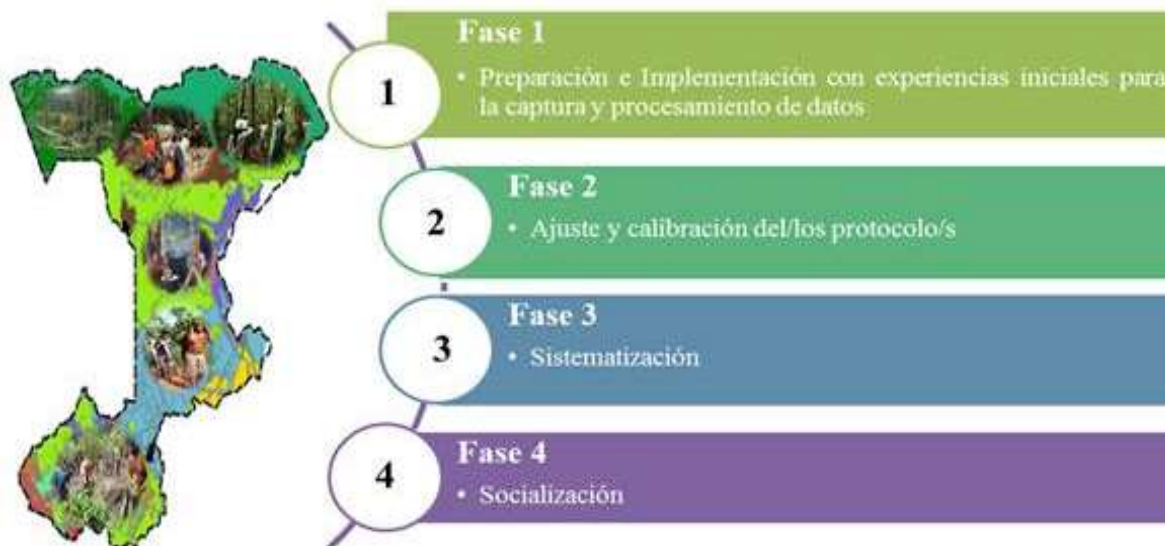 1
Fase 1
• Preparación e Implementación con experiencias iniciales para
la captura y procesamiento de datos
2
Fase 2
• Ajuste y calibración del/los protocolo/s
3
Fase 3
• Sistematización
4
Fase 4
• Socialización